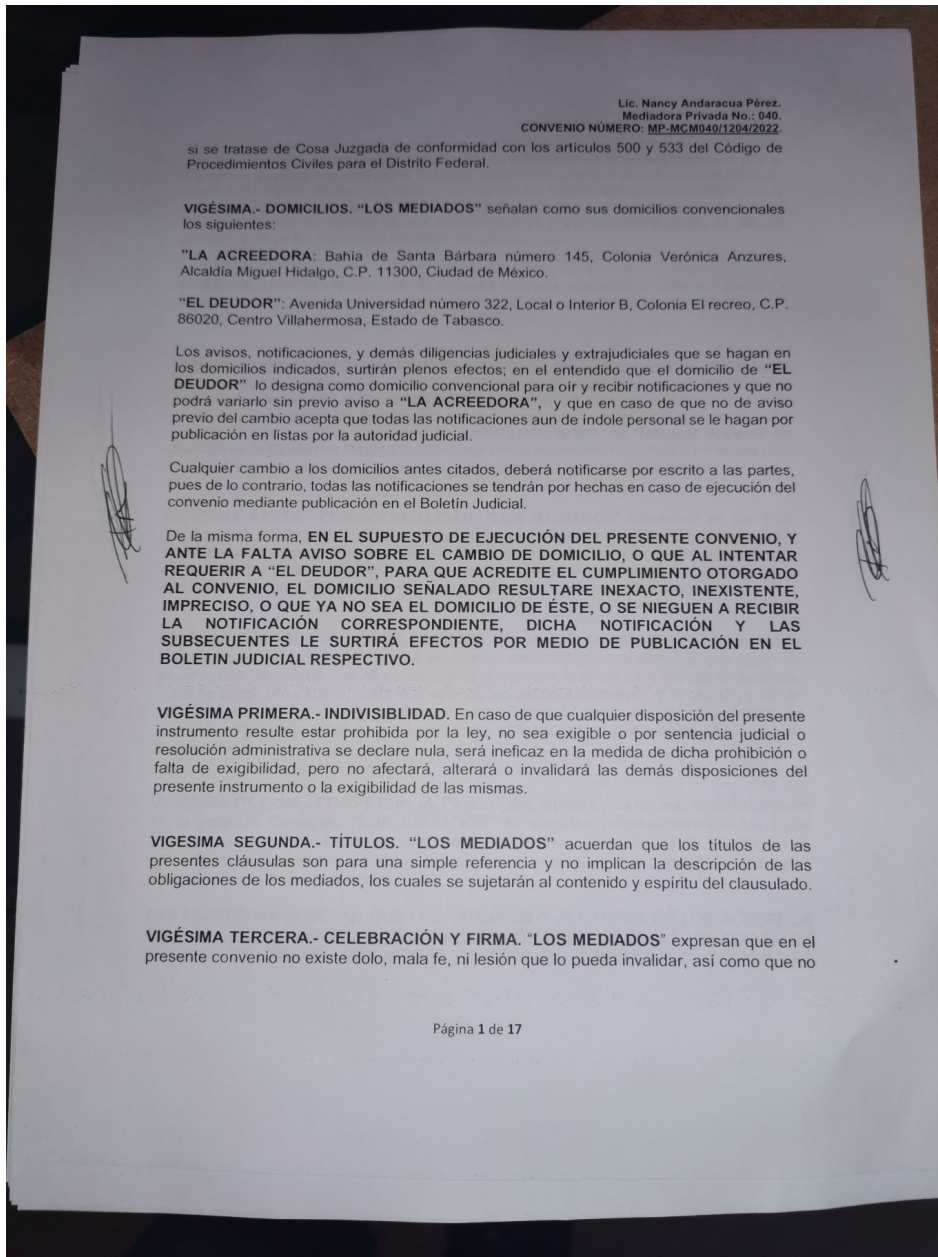 Lic. Nancy Andaracua Pérez.
Mediadora Privada No.: 040.
CONVENIO NÚMERO: MP-MCM040/1204/2022.
si se tratase de Cosa Juzgada de conformidad con los artículos 500 y 533 del Código de
Procedimientos Civiles para el Distrito Federal.
VIGÉSIMA.- DOMICILIOS. “LOS MEDIADOS” señalan como sus domicilios convencionales
los siguientes:
"LA ACREEDORA: Bahía de Santa Bárbara número 145, Colonia Verónica Anzures,
Alcaldía Miguel Hidalgo, C.P. 11300, Ciudad de México.
“EL DEUDOR”: Avenida Universidad número 322, Local o Interior B, Colonia El recreo, C.P.
86020, Centro Villahermosa, Estado de Tabasco.
Los avisos, notificaciones, y demás diligencias judiciales y extrajudiciales que se hagan en
los domicilios indicados, surtirán plenos efectos; en el entendido que el domicilio de “EL
DEUDOR” lo designa como domicilio convencional para oír y recibir notificaciones y que no
podrá variarlo sin previo aviso a “LA ACREEDORA”, y que en caso de que no de aviso
previo del cambio acepta que todas las notificaciones aun de índole personal se le hagan por
publicación en listas por la autoridad judicial.
Cualquier cambio a los domicilios antes citados, deberá notificarse por escrito a las partes,
pues de lo contrario, todas las notificaciones se tendrán por hechas en caso de ejecución del
convenio mediante publicación en el Boletín Judicial.
De la misma forma, EN EL SUPUESTO DE EJECUCIÓN DEL PRESENTE CONVENIO, Y
ANTE LA FALTA AVISO SOBRE EL CAMBIO DE DOMICILIO, O QUE AL INTENTAR
REQUERIR A “EL DEUDOR”, PARA QUE ACREDITE EL CUMPLIMIENTO OTORGADO
AL CONVENIO, EL DOMICILIO SEÑALADO RESULTARE INEXACTO, INEXISTENTE,
IMPRECISO, O QUE YA NO SEA EL DOMICILIO DE ÉSTE, O SE NIEGUEN A RECIBIR
LA NOTIFICACIÓN CORRESPONDIENTE, DICHA NOTIFICACIÓN Y LAS
SUBSECUENTES LE SURTIRÁ EFECTOS POR MEDIO DE PUBLICACIÓN EN EL
BOLETIN JUDICIAL RESPECTIVO.
VIGÉSIMA PRIMERA.- INDIVISIBLIDAD. En caso de que cualquier disposición del presente
instrumento resulte estar prohibida por la ley, no sea exigible o por sentencia judicial o
resolución administrativa se declare nula, será ineficaz en la medida de dicha prohibición o
falta de exigibilidad, pero no afectará, alterará o invalidará las demás disposiciones del
presente instrumento o la exigibilidad de las mismas.
VIGESIMA SEGUNDA.- TÍTULOS. “LOS MEDIADOS” acuerdan que los títulos de las
presentes cláusulas son para una simple referencia y no implican la descripción de las
obligaciones de los mediados, los cuales se sujetarán al contenido y espíritu del clausulado.
VIGÉSIMA TERCERA.- CELEBRACIÓN Y FIRMA. “LOS MEDIADOS” expresan que en el
presente convenio no existe dolo, mala fe, ni lesión que lo pueda invalidar, así como que no
Página 1 de 17